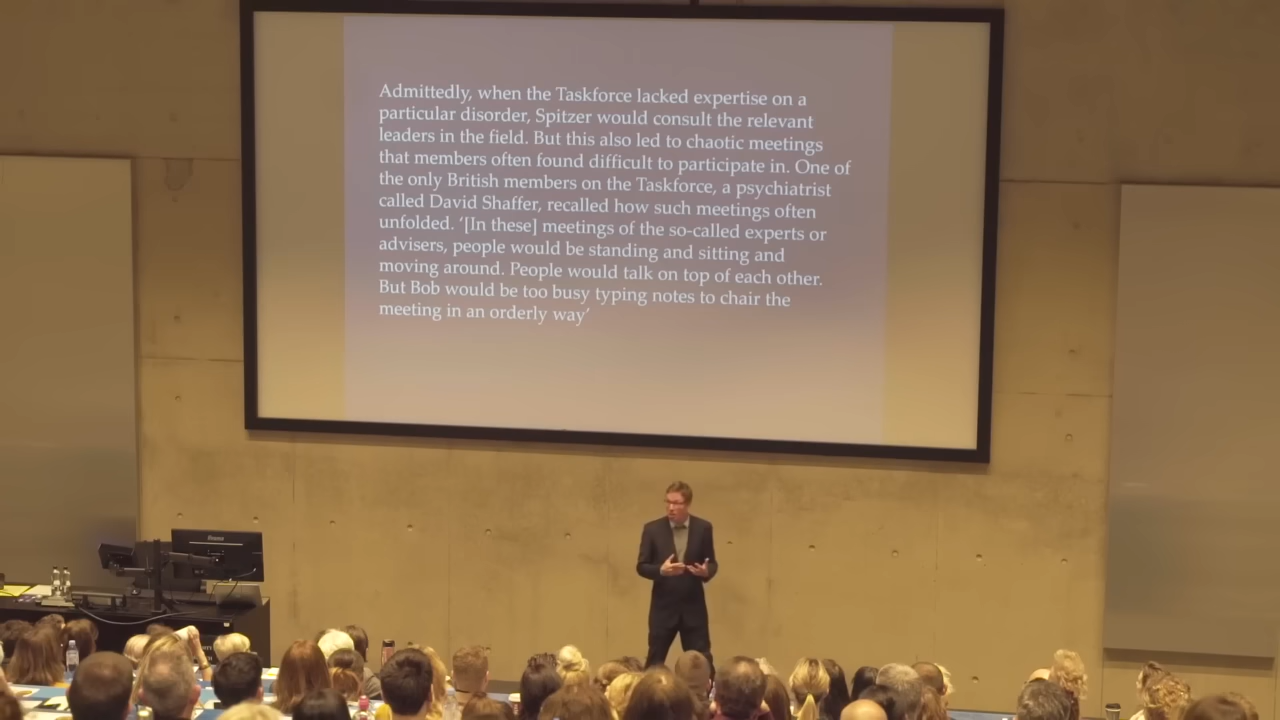 Admittedly, when the Taskforce lacked expertise on a
particular disorder, Spitzer would consult the relevant
leaders in the field. But this also led to chaotic meetings
that members often found difficult to participate in. One of
the only British members on the Taskforce, a psychiatrist
called David Shaffer, recalled how such meetings often
unfolded. ‘[In these] meetings of the so-called experts or
advisers, people would be standing and sitting and
moving around. People would talk on top of each other.
But Bob would be too busy typing notes to chair the
meeting in an orderly way’